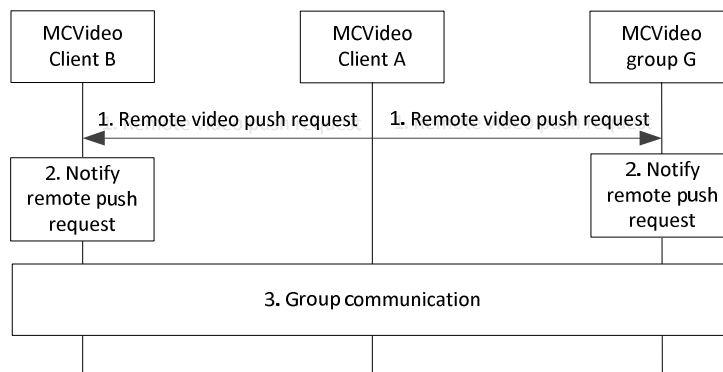 MCVideo
Client B
MCVideo
Client A
MCVideo
group G
1. Remote video push request
1. Remote video push request
2. Notify
remote push
request
2. Notify
remote push
request
3. Group communication